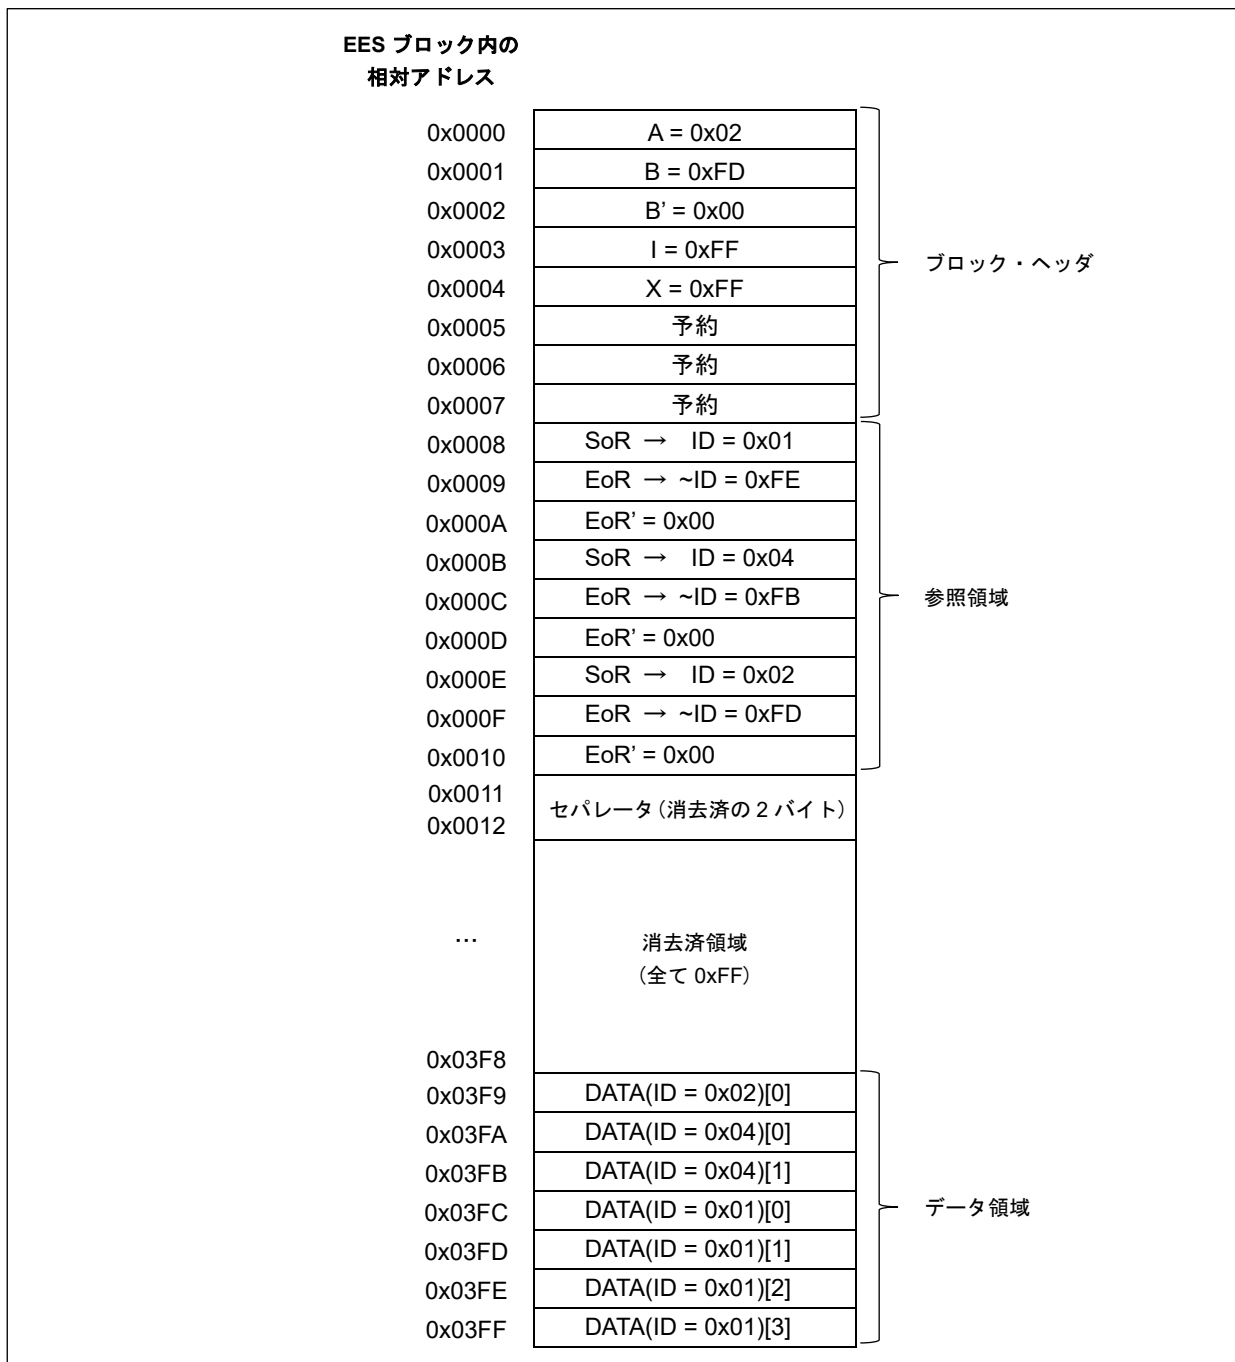 EES ブロック内の
相対アドレス
0x0000 A = 0x02
0x0001 B = 0xFD
0x0002 B’ = 0x00
0x0003 I = 0xFF
ブロック・ヘッダ
0x0004 X = 0xFF
0x0005 予約
0x0006 予約
0x0007 予約
0x0008 SoR → ID = 0x01
0x0009 EoR → ~ID = 0xFE
0x000A EoR’ = 0x00
0x000B SoR → ID = 0x04
0x000C EoR → ~ID = 0xFB 参照領域
0x000D EoR’ = 0x00
0x000E SoR → ID = 0x02
0x000F EoR → ~ID = 0xFD
0x0010 EoR’ = 0x00
0x0011
セパレータ（消去済の 2 バイト）
0x0012
… 消去済領域
（全て 0xFF）
0x03F8
0x03F9 DATA(ID = 0x02)[0]
0x03FA DATA(ID = 0x04)[0]
0x03FB DATA(ID = 0x04)[1]
0x03FC DATA(ID = 0x01)[0] データ領域
0x03FD DATA(ID = 0x01)[1]
0x03FE DATA(ID = 0x01)[2]
0x03FF DATA(ID = 0x01)[3]